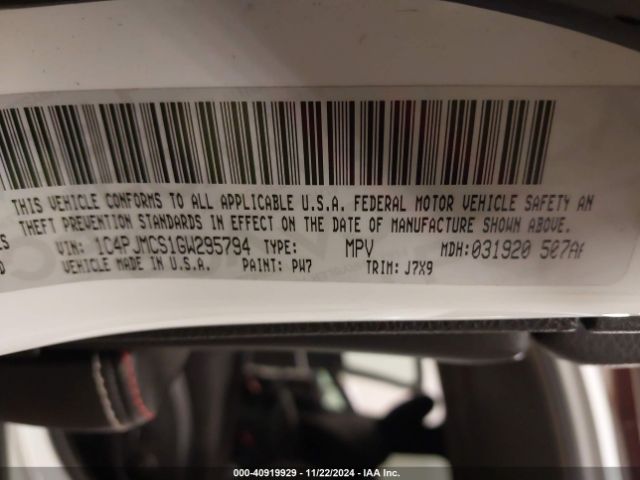 THIS VEHICLE CONFORMS TO ALL APPLICABLE U.S.A. FEDERAL MOTOR VEHICLE SAFETY AN
THEFT PREVENTION STANDARDS IN EFFECT ON THE DATE OF MANUFACTURE SHOWN ABOVE.
ES VIN: 1C4PJMCS1GW295794 TYPE: MPV MDH:031920 507A
D VEHICLE MADE IN U.S.A. PAINT: PW7 TRIM: J7X9
000-40919929 - 11/22/2024 - IAA Inc.